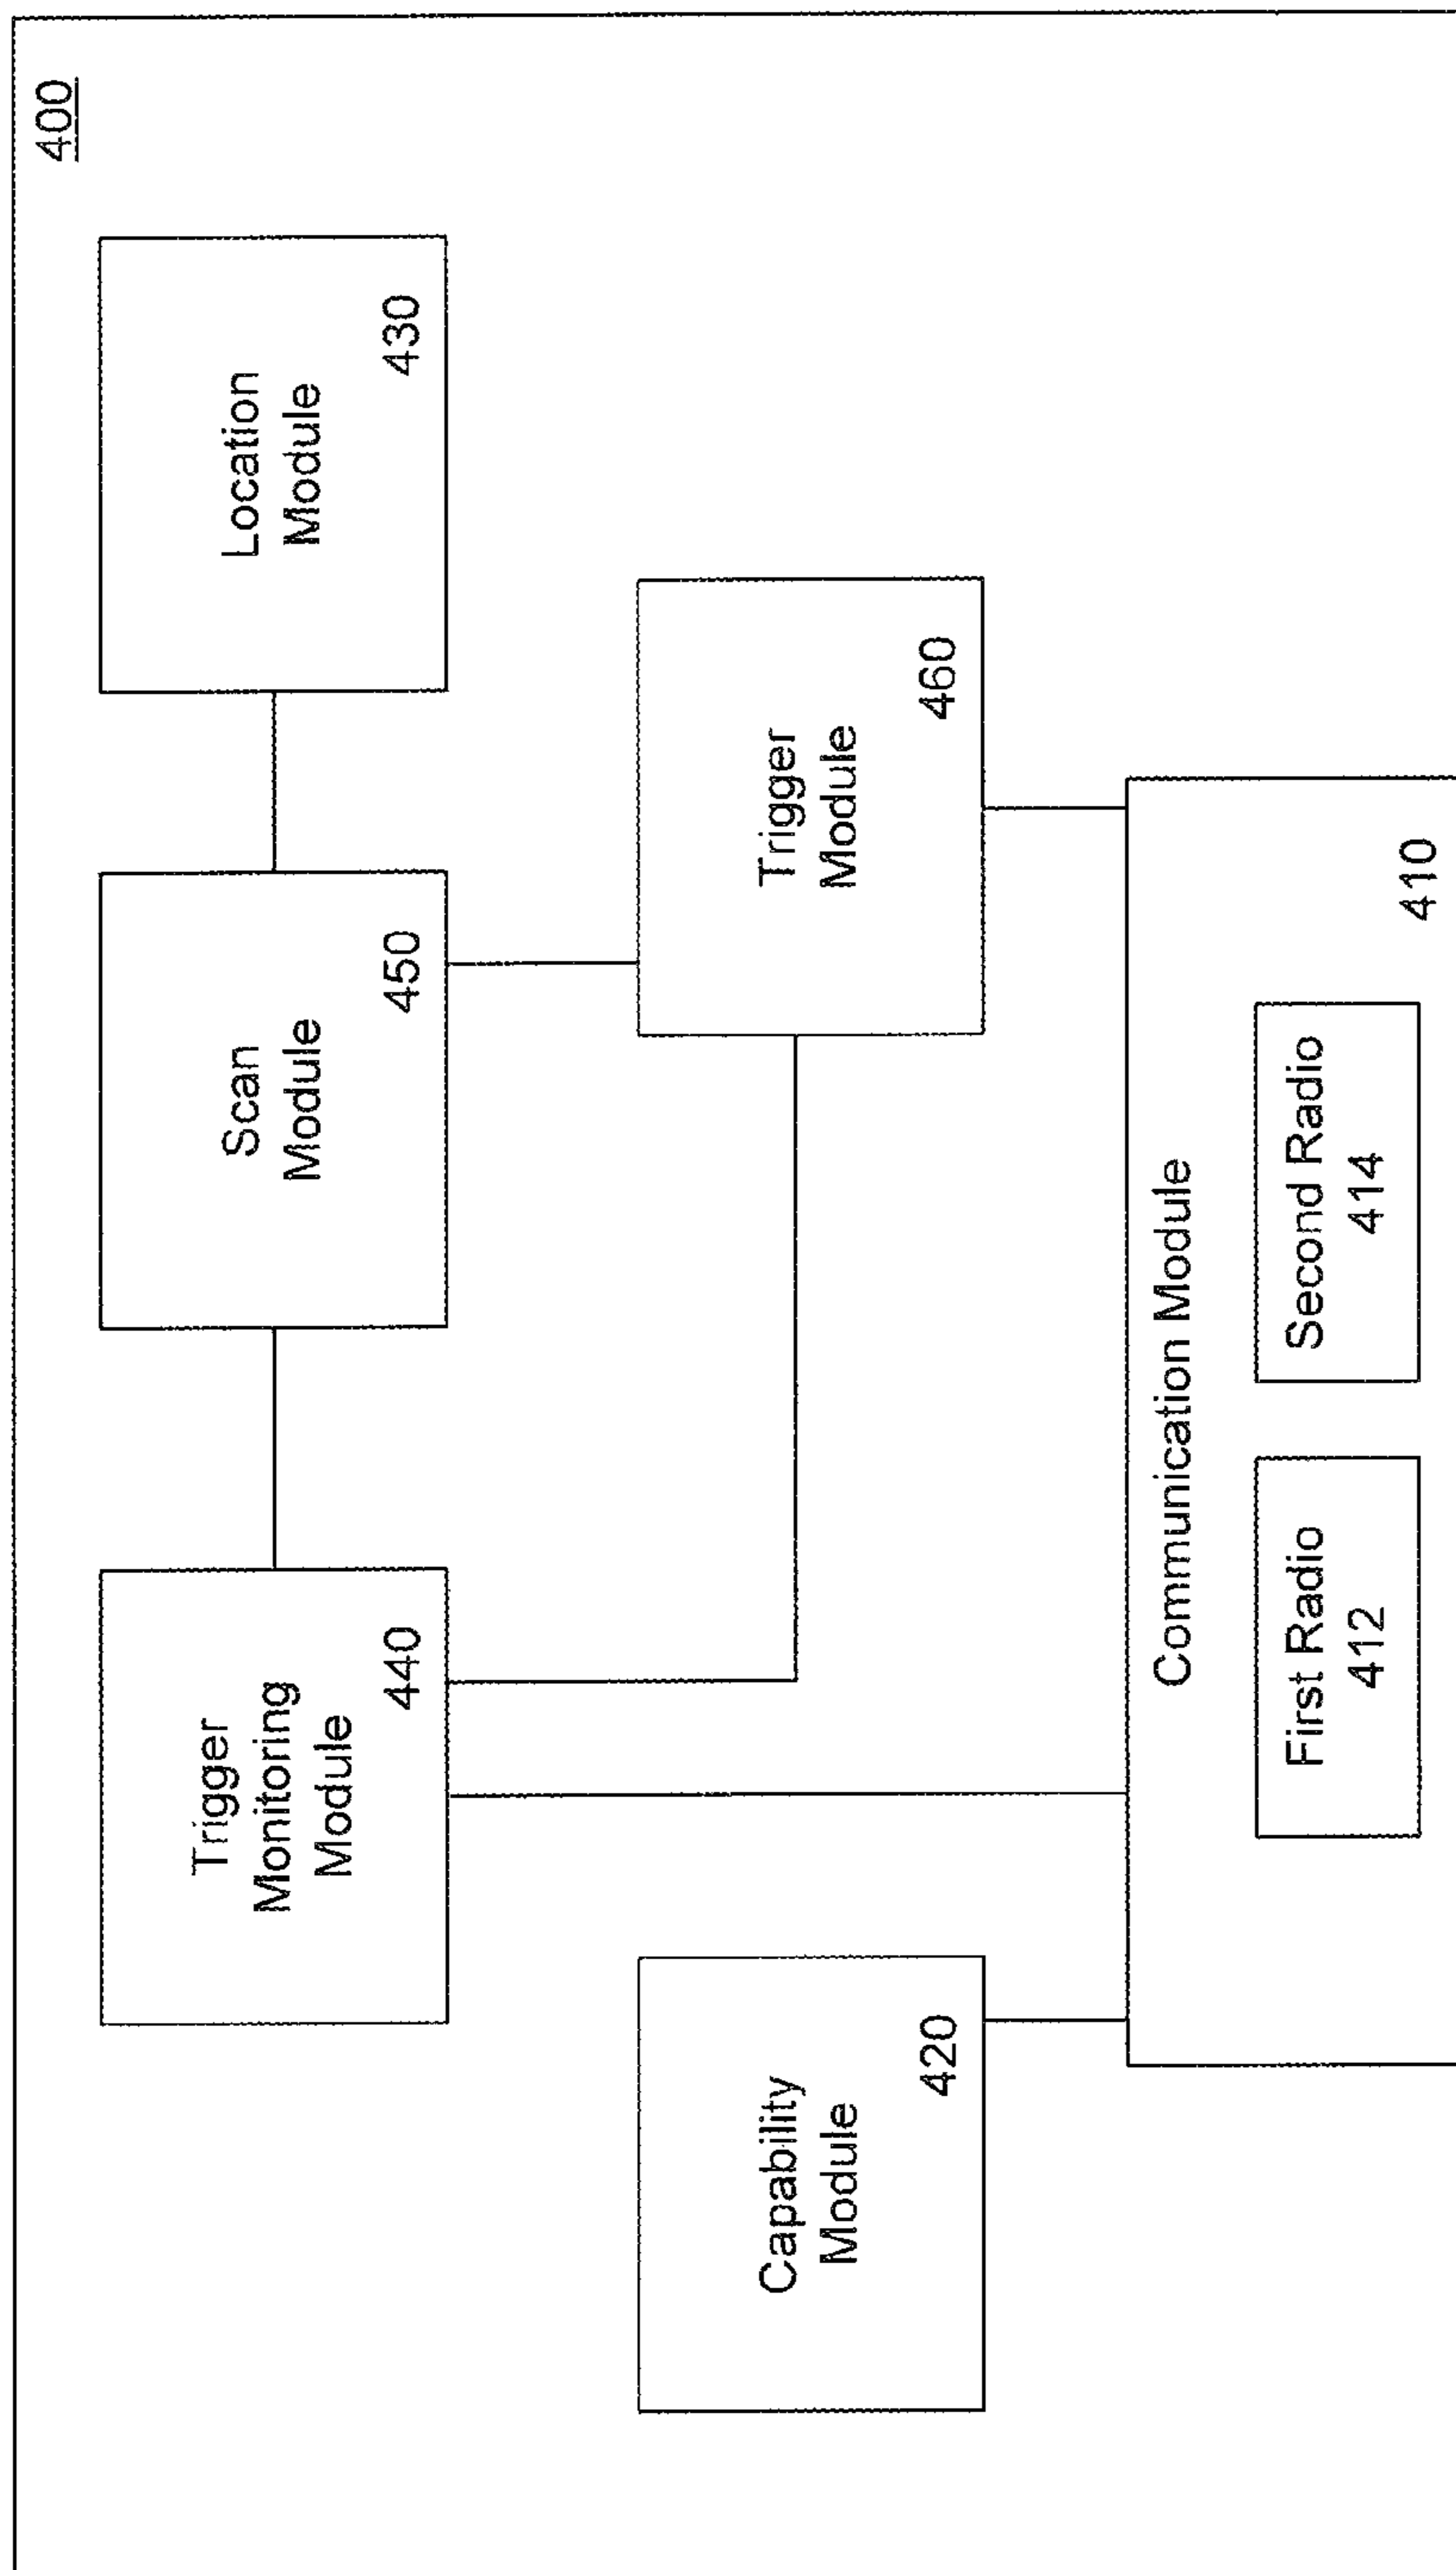 400
Trigger
Monitoring
Module
440
Scan
Module
450
Location
Module
430
Capability
Module
420
Trigger
Module
460
Communication Module
First Radio
412
Second Radio
414
410